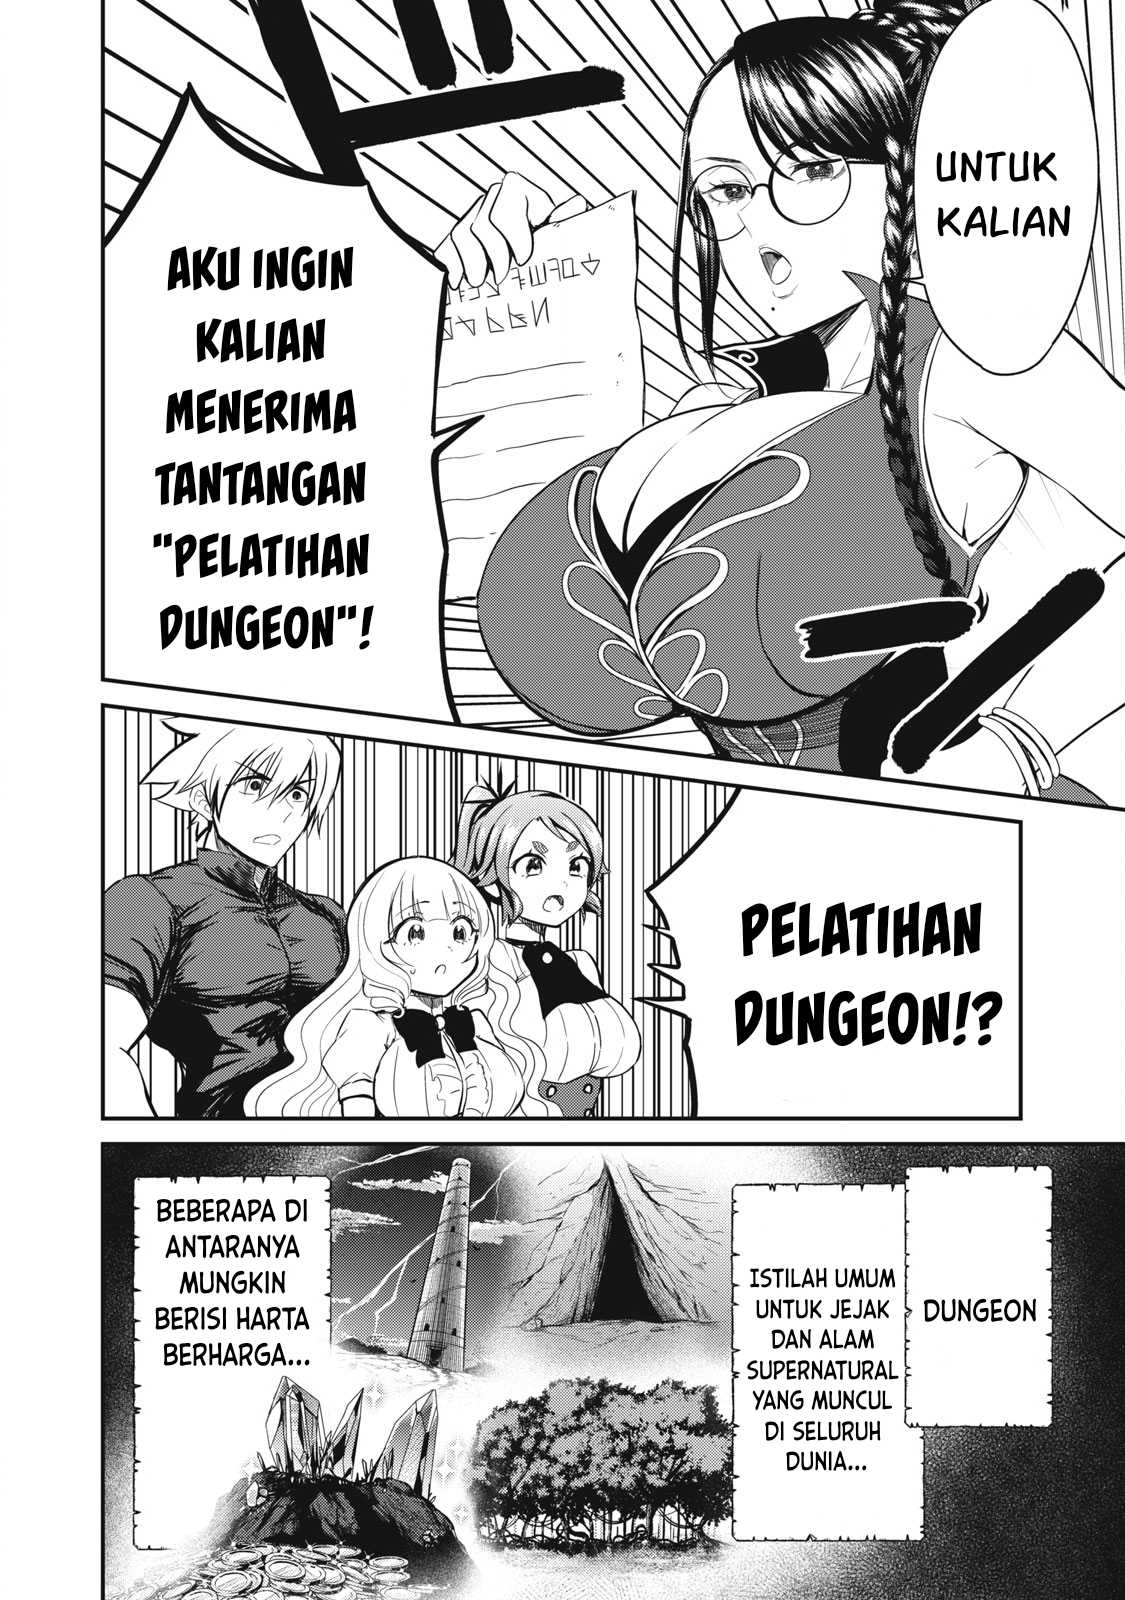 UNTUK
KALIAN
AKU INGIN
KALIAN
MENERIMA
TANTANGAN
"PELATIHAN
DUNGEON"!
PELATIHAN
DUNGEON!?
DUNGEON
ISTILAH UMUM
UNTUK JEJAK
DAN ALAM
SUPERNATURAL
YANG MUNCUL
DI SELURUH
DUNIA...
BEBERAPA DI
ANTARANYA
MUNGKIN
BERISI HARTA
BERHARGA...